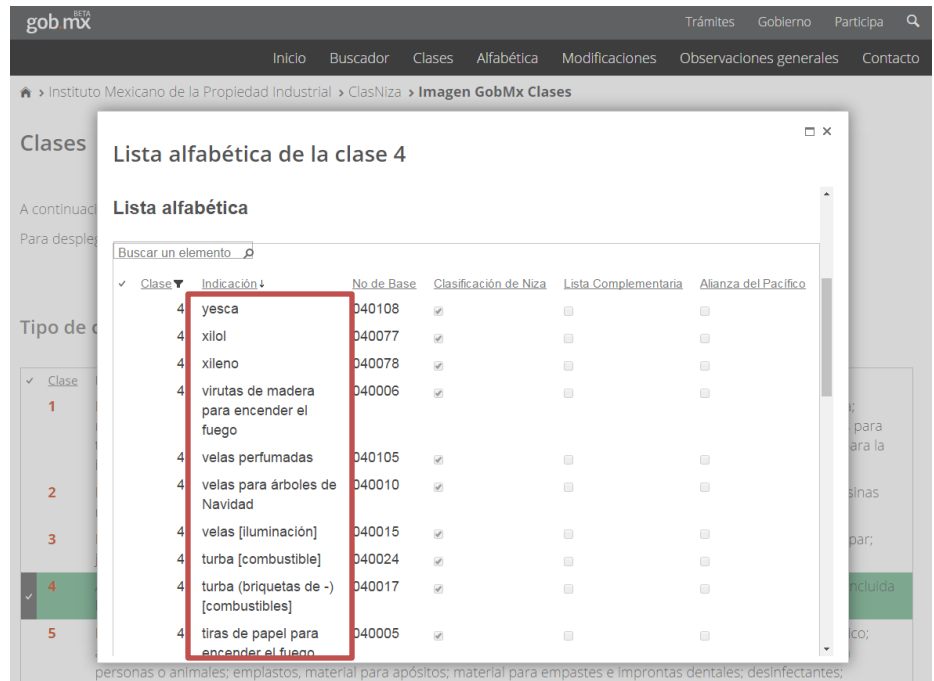 gob.mx BETA
Trámites Gobierno Participa
Inicio Buscador Clases Alfabética Modificaciones Observaciones generales Contacto
> Instituto Mexicano de la Propiedad Industrial > ClasNiza > Imagen GobMx Clases
Clases
Lista alfabética de la clase 4
A continuaci
Para desple
Lista alfabética
Buscar un elemento
Clase Indicación No de Base Clasificación de Niza Lista Complementaria Alianza del Pacífico
4 yesca 040108
4 xilol 040077
4 xileno 040078
4 virutas de madera 040006
para encender el
fuego
4 velas perfumadas 040105
4 velas para árboles de 040010
Navidad
4 velas [iluminación] 040015
4 turba [combustible] 040024
4 turba (briquetas de -) 040017
[combustibles]
4 tiras de papel para 040005
encender el fuego
Tipo de
Clase
1
para
ara la
2 sinas
3 par;
4 ncluida
5 ico;
personas o animales; emplastos, material para apósitos; material para empastes e improntas dentales; desinfectantes;